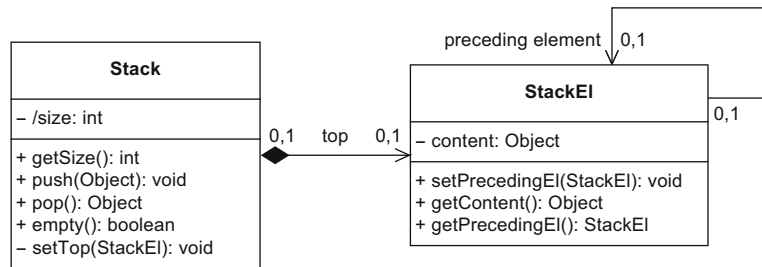 Stack
– /size: int
+ getSize(): int
+ push(Object): void
+ pop(): Object
+ empty(): boolean
– setTop(StackEl): void
0,1 top 0,1
preceding element 0,1
StackEl
0,1
– content: Object
+ setPrecedingEl(StackEl): void
+ getContent(): Object
+ getPrecedingEl(): StackEl